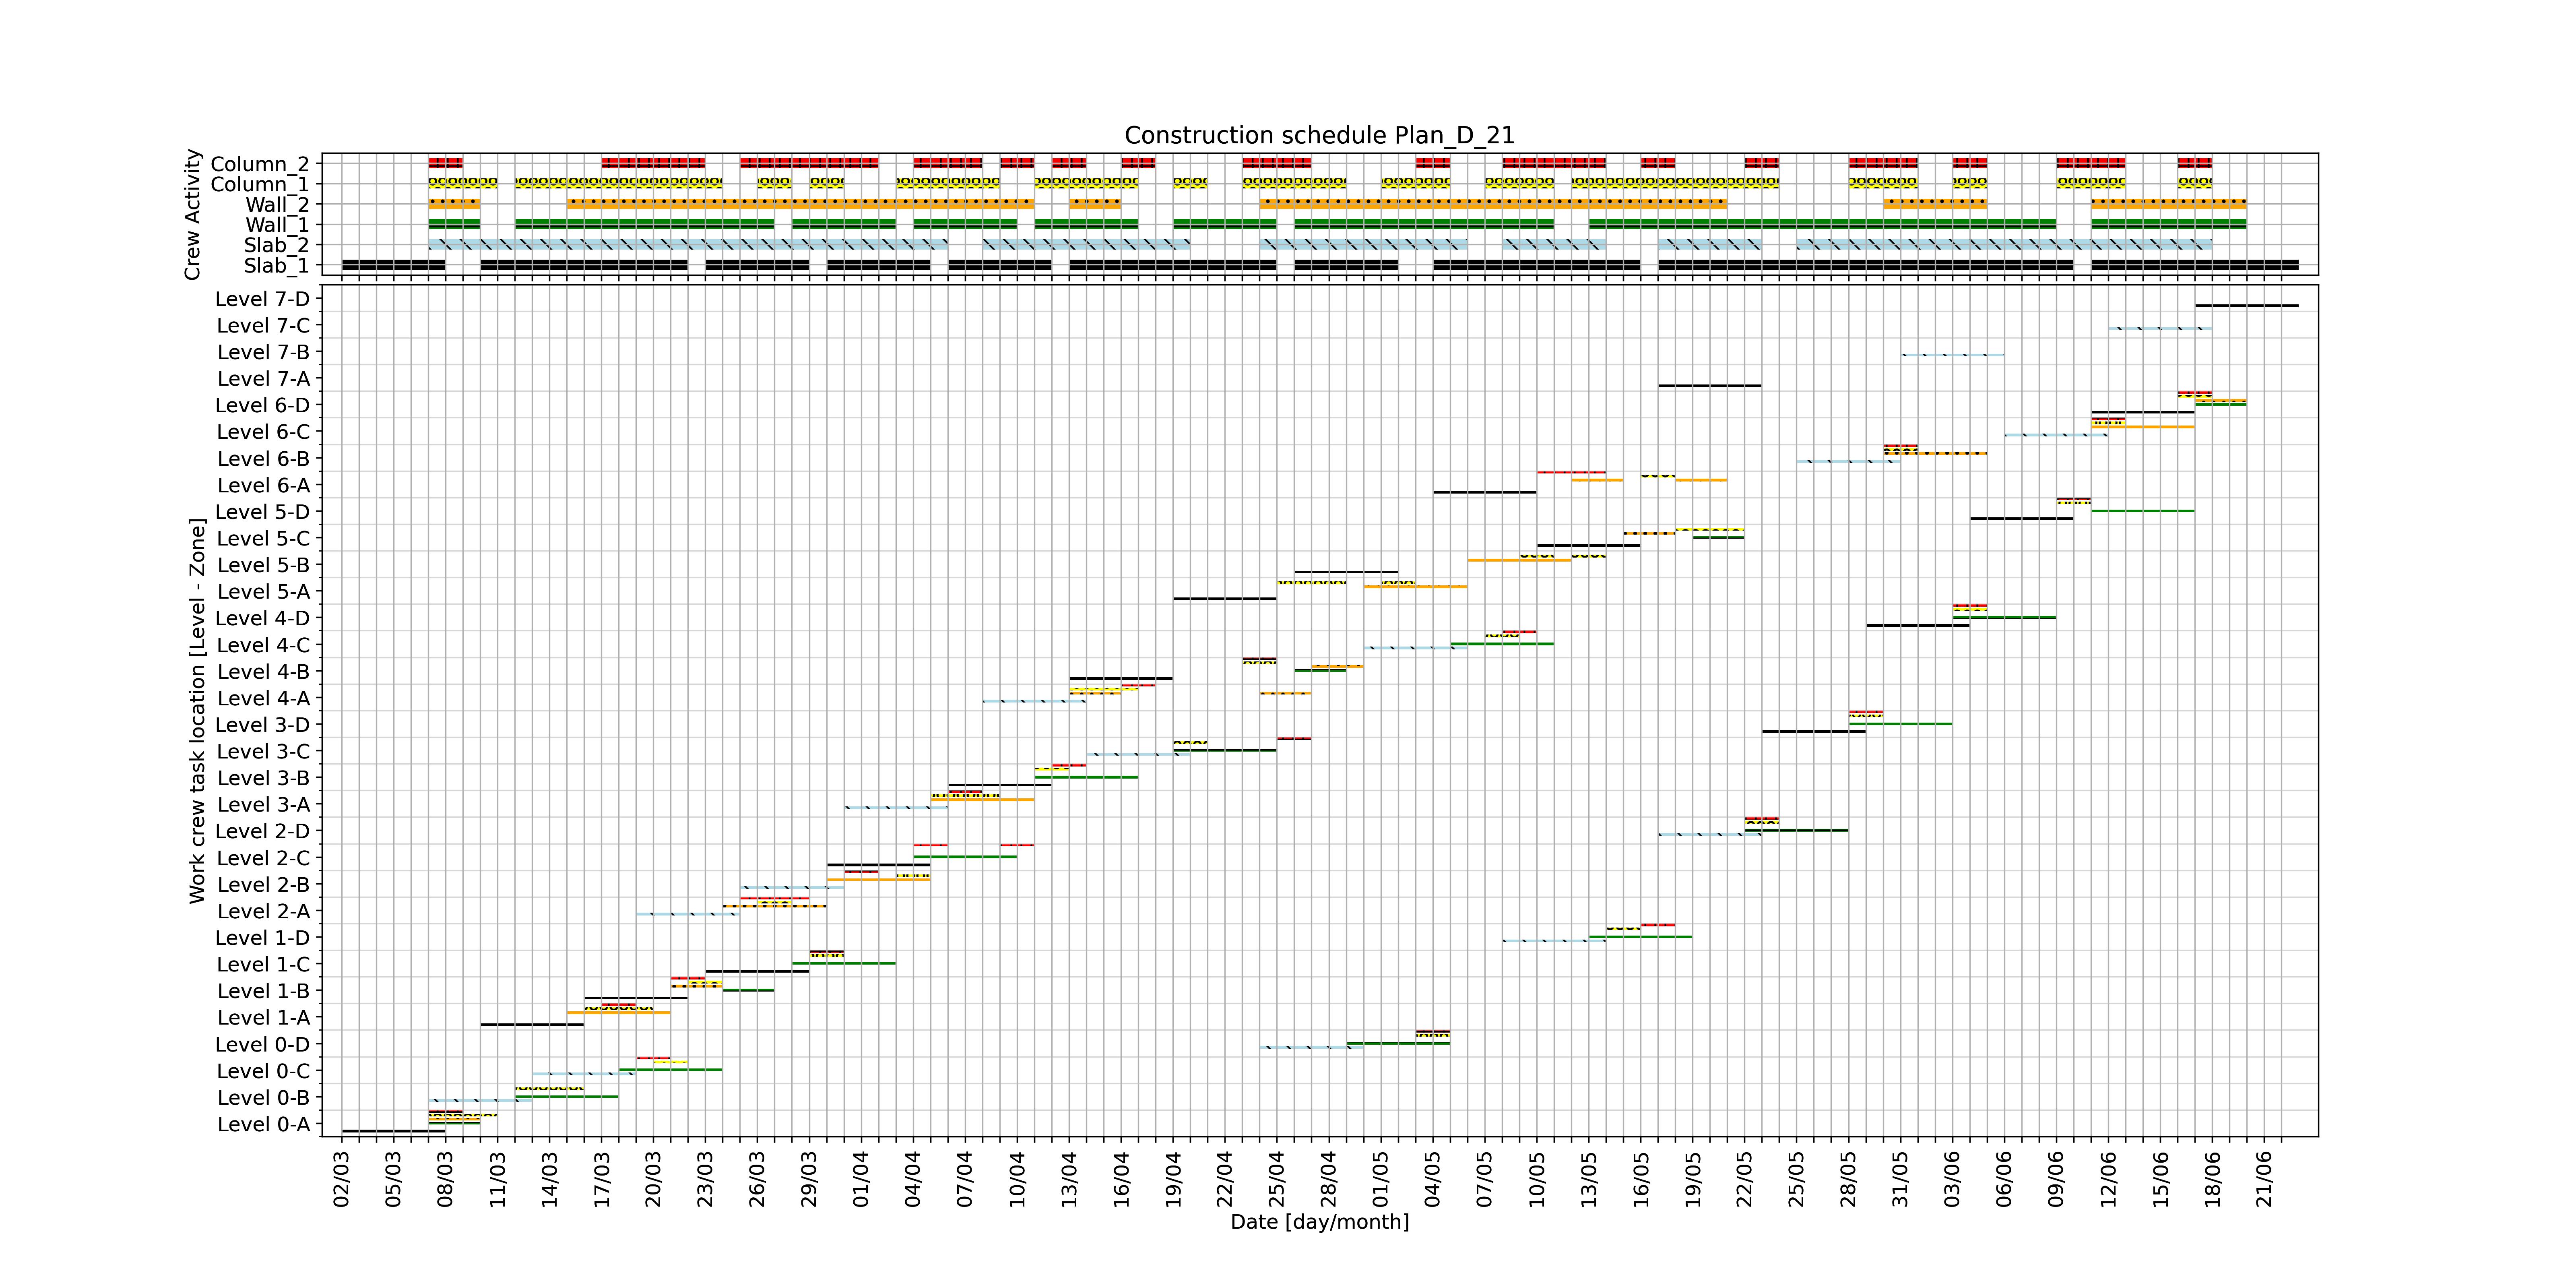 Construction schedule Plan_D_21
Crew Activity
Column_2
Column_1
Wall_2
Wall_1
Slab_2
Slab_1
Work crew task location [Level - Zone]
Level 7-D
Level 7-C
Level 7-B
Level 7-A
Level 6-D
Level 6-C
Level 6-B
Level 6-A
Level 5-D
Level 5-C
Level 5-B
Level 5-A
Level 4-D
Level 4-C
Level 4-B
Level 4-A
Level 3-D
Level 3-C
Level 3-B
Level 3-A
Level 2-D
Level 2-C
Level 2-B
Level 2-A
Level 1-D
Level 1-C
Level 1-B
Level 1-A
Level 0-D
Level 0-C
Level 0-B
Level 0-A
02/03 05/03 08/03 11/03 14/03 17/03 20/03 23/03 26/03 29/03 01/04 04/04 07/04 10/04 13/04 16/04 19/04 22/04 25/04 28/04 01/05 04/05 07/05 10/05 13/05 16/05 19/05 22/05 25/05 28/05 31/05 03/06 06/06 09/06 12/06 15/06 18/06 21/06
Date [day/month]